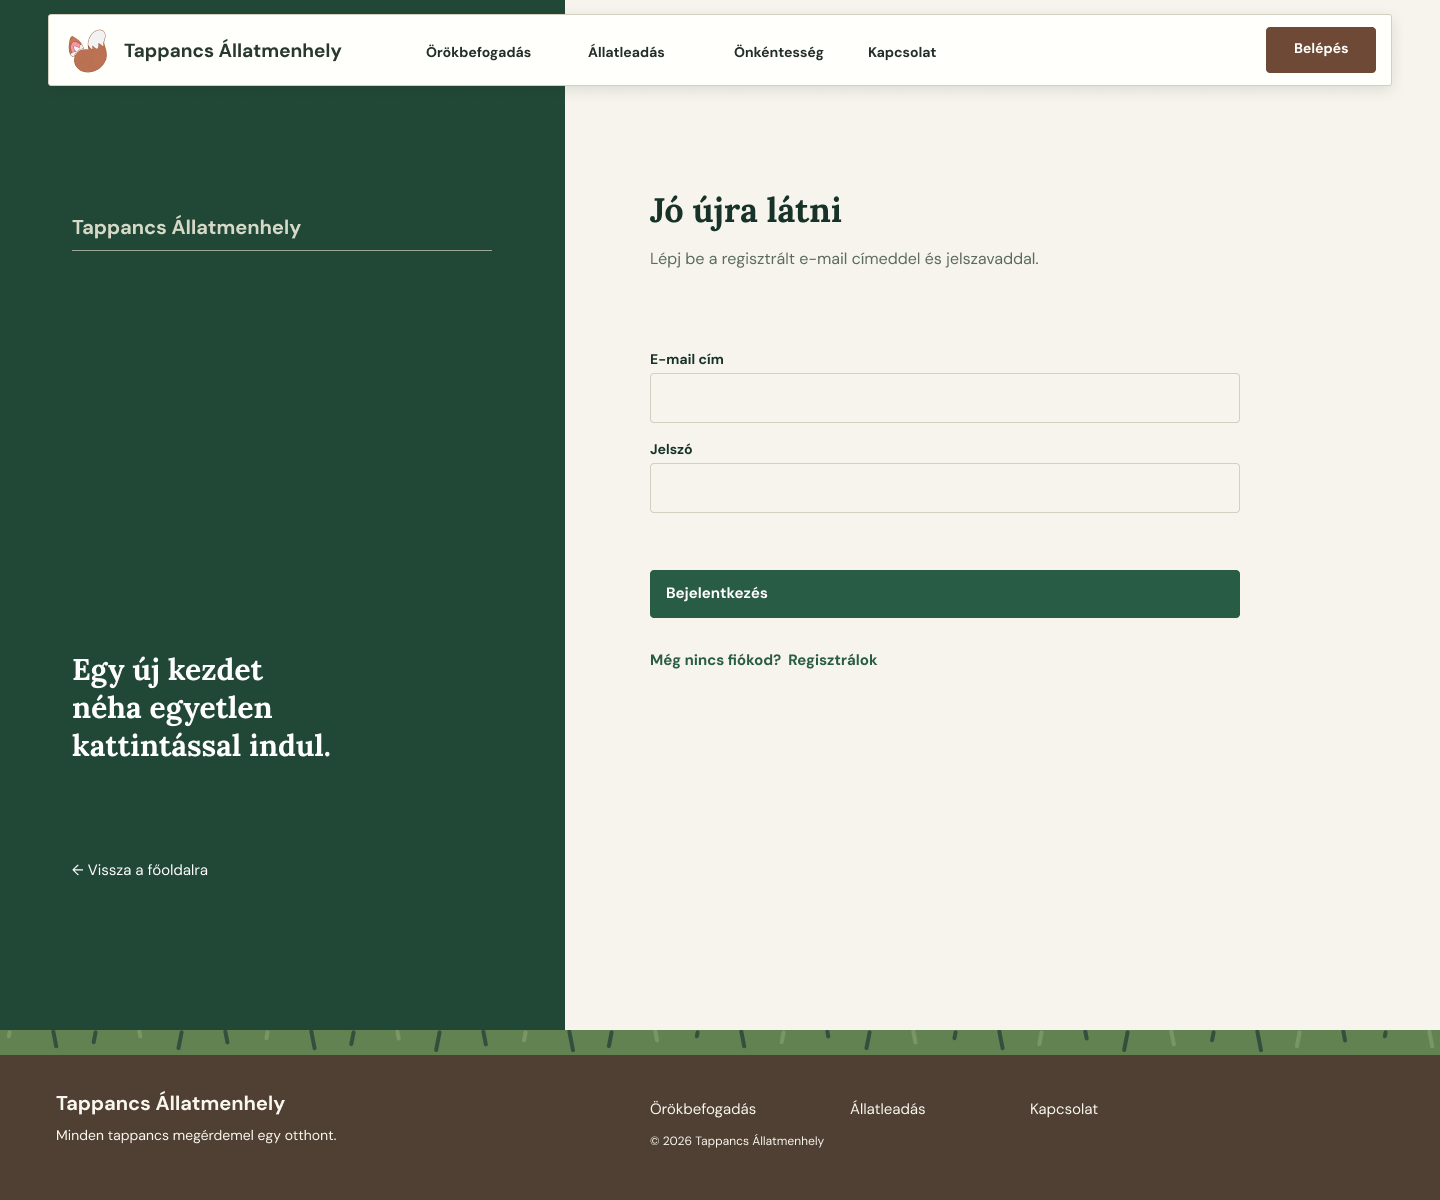 Tappancs Állatmenhely
Örökbefogadás
Állatleadás
Önkéntesség
Kapcsolat
Belépés
Tappancs Állatmenhely
Egy új kezdet
néha egyetlen
kattintással indul.
← Vissza a főoldalra
Jó újra látni
Lépj be a regisztrált e-mail címeddel és jelszavaddal.
E-mail cím
Jelszó
Bejelentkezés
Még nincs fiókod? Regisztrálok
Tappancs Állatmenhely
Minden tappancs megérdemel egy otthont.
Örökbefogadás
Állatleadás
Kapcsolat
© 2026 Tappancs Állatmenhely